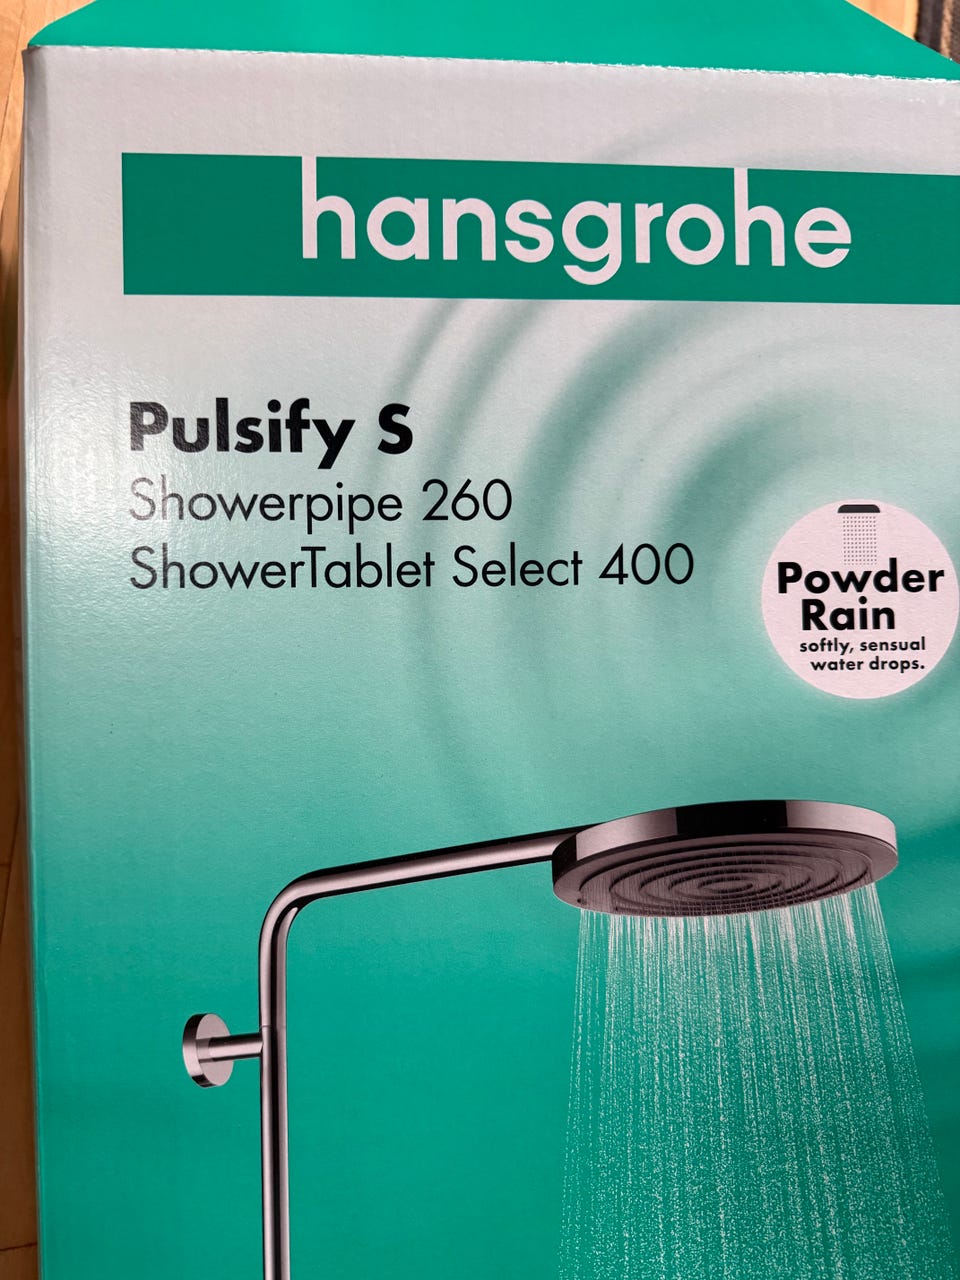 hansgrohe
Pulsify S
Showerpipe 260
ShowerTablet Select 400
Powder
Rain
softly, sensual
water drops.